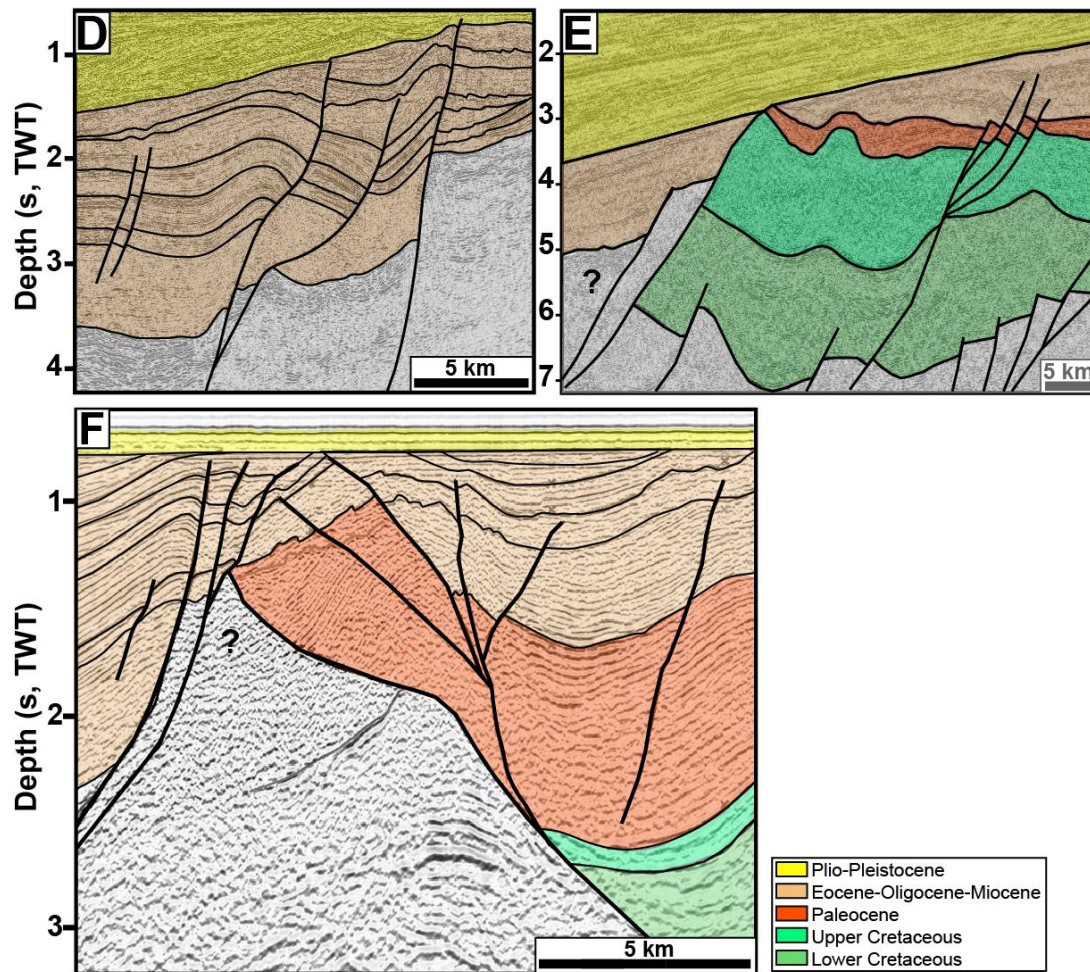 D
1
2
3
4
Depth (s, TWT)
5 km
E
2
3
4
5
6
7
?
5 km
F
1
2
3
Depth (s, TWT)
?
5 km
Plio-Pleistocene
Eocene-Oligocene-Miocene
Paleocene
Upper Cretaceous
Lower Cretaceous